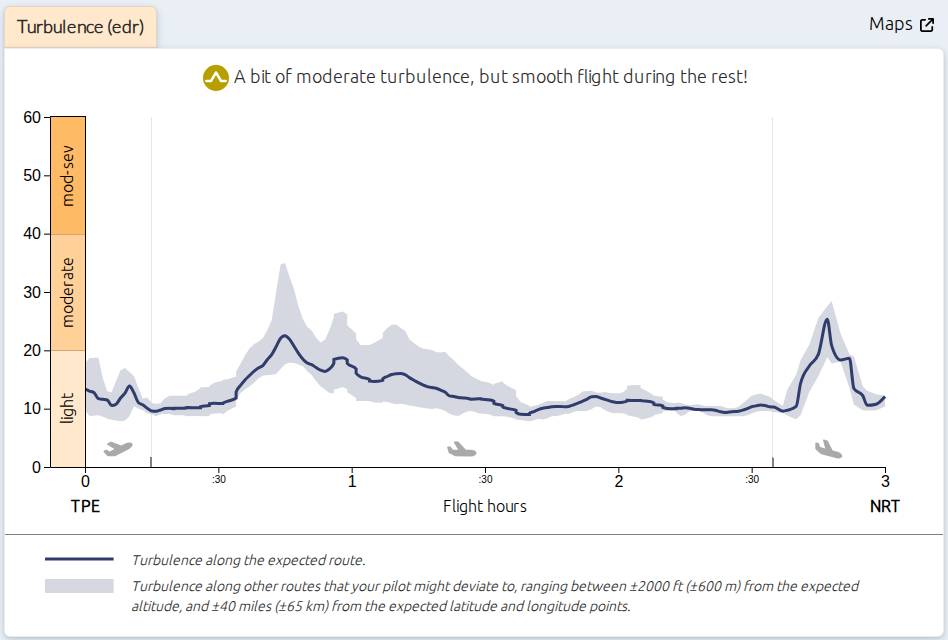 Turbulence (edr)
Maps
A bit of moderate turbulence, but smooth flight during the rest!
60
50
40
30
20
10
0
mod-sev
moderate
light
0
:30
1
:30
2
:30
3
TPE
Flight hours
NRT
Turbulence along the expected route.
Turbulence along other routes that your pilot might deviate to, ranging between ±2000 ft (±600 m) from the expected
altitude, and ±40 miles (±65 km) from the expected latitude and longitude points.